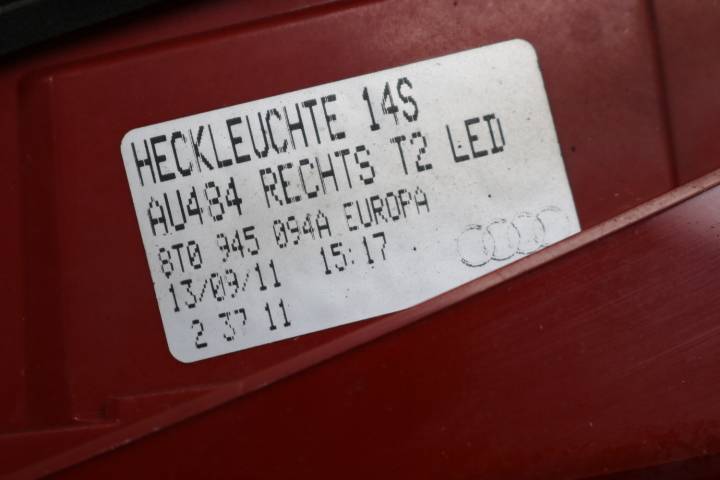 HECKLEUCHTE 14S
AU484 RECHTS T2 LED
8T0 945 094A EUROPA
13/09/11 15:17
2 37 11